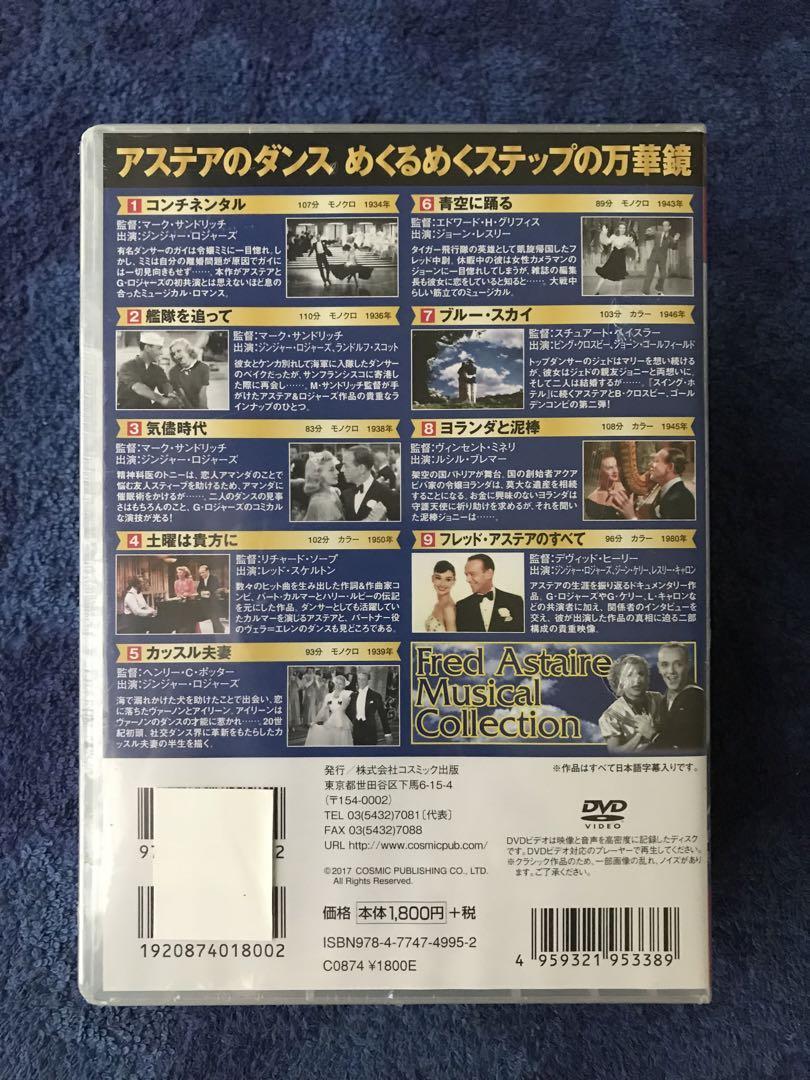 アステアのダンス めくるめくステップの万華鏡
1 コンチネンタル 107分 モノクロ 1934年
監督:マーク・サンドリッチ
出演:ジンジャー・ロジャーズ
有名ダンサーのガイは令嬢ミミに一目惚れ。し
かし、ミミは自分の離婚問題が原因でガイに
は一切見向きもせず……。本作がアステアと
G・ロジャーズの初共演とは思えないほど息の
合ったミュージカル・ロマンス。
2 艦隊を追って 110分 モノクロ 1936年
監督:マーク・サンドリッチ
出演:ジンジャー・ロジャーズ、ランドルフ・スコット
彼女とケンカ別れして海軍に入隊したダンサー
のベイクだったが、サンフランシスコに寄港し
た際に再会し……。M・サンドリッチ監督が手
がけたアステア&ロジャーズ作品の貴重なラ
インナップのひとつ。
3 気儘時代 83分 モノクロ 1938年
監督:マーク・サンドリッチ
出演:ジンジャー・ロジャーズ
精神科医のトニーは、恋人アマンダのことで
悩む友人スティーブを助けるため、アマンダに
催眠術をかけるが……。二人のダンスの見事
さはもちろんのこと、G・ロジャーズのコミカル
な演技が光る!
4 土曜は貴方に 102分 カラー 1950年
監督:リチャード・ソープ
出演:レッド・スケルトン
数々のヒット曲を生み出した作詞&作曲家コ
ンビ、バート・カルマーとハリー・ルビーの伝記
を元にした作品。ダンサーとしても活躍していた
カルマーを演じるアステアと、パートナー役
のヴェラ=エレンのダンスも見どころである。
5 カッスル夫妻 93分 モノクロ 1939年
監督:ヘンリー・C・ポッター
出演:ジンジャー・ロジャーズ
海で溺れかけた犬を助けたことで出会い、恋
に落ちたヴァーノンとアイリーン。アイリーンは
ヴァーノンのダンスの才能に惹かれ……。20世
紀初頭、社交ダンス界に革新をもたらしたカ
ッスル夫妻の半生を描く。
6 青空に踊る 89分 モノクロ 1943年
監督:エドワード・H・グリフィス
出演:ジョーン・レスリー
タイガー飛行隊の英雄として凱旋帰国したフ
レッド中尉。休暇中の彼は女性カメラマンの
ジョーンに一目惚れしてしまうが、雑誌の編集
長も彼女に恋をしていると知ると……。大戦中
らしい筋立てのミュージカル。
7 ブルー・スカイ 103分 カラー 1946年
監督:スチュアート・ヘイスラー
出演:ビング・クロスビー、ジョーン・コールフィールド
トップダンサーのジェドはマリーを想い続ける
が、彼女はジェドの親友ジョニーと両想いに。
そして二人は結婚するが……。『スイング・ホ
テル』に続くアステアとB・クロスビー、ゴール
デンコンビの第二弾!
8 ヨランダと泥棒 108分 カラー 1945年
監督:ヴィンセント・ミネリ
出演:ルシル・ブレマー
架空の国パトリアが舞台。国の創始者アクア
ビバ家の令嬢ヨランダは、莫大な遺産を相続
することになる。お金に興味のないヨランダは
守護天使に祈り助けを求めるが、それを聞い
た泥棒ジョニーは……。
9 フレッド・アステアのすべて 96分 カラー 1980年
監督:デヴィッド・ヒーリー
出演:ジンジャー・ロジャーズ、ジーン・ケリー、レスリー・キャロン
アステアの生涯を振り返るドキュメンタリー作
品。G・ロジャーズやG・ケリー、L・キャロンな
どの共演者に加え、関係者のインタビューを
交え、彼が出演した作品の真相に迫る二部
構成の貴重映像。
Fred Astaire
Musical
Collection
発行/株式会社コスミック出版
東京都世田谷区下馬6-15-4
(〒154-0002)
TEL 03(5432)7081〔代表〕
FAX 03(5432)7088
URL http://www.cosmicpub.com/
©2017 COSMIC PUBLISHING CO., LTD.
All Rights Reserved.
価格 本体1,800円 +税
ISBN978-4-7747-4995-2
C0874 ¥1800E
※作品はすべて日本語字幕入りです。
DVD
VIDEO
DVDビデオは映像と音声を高密度に記録したディスク
です。DVDビデオ対応のプレーヤーで再生してください。
※クラシック作品のため、一部画像の乱れ、ノイズがあり
ます。ご了承ください。
97 2
1920874018002
4 959321 953389